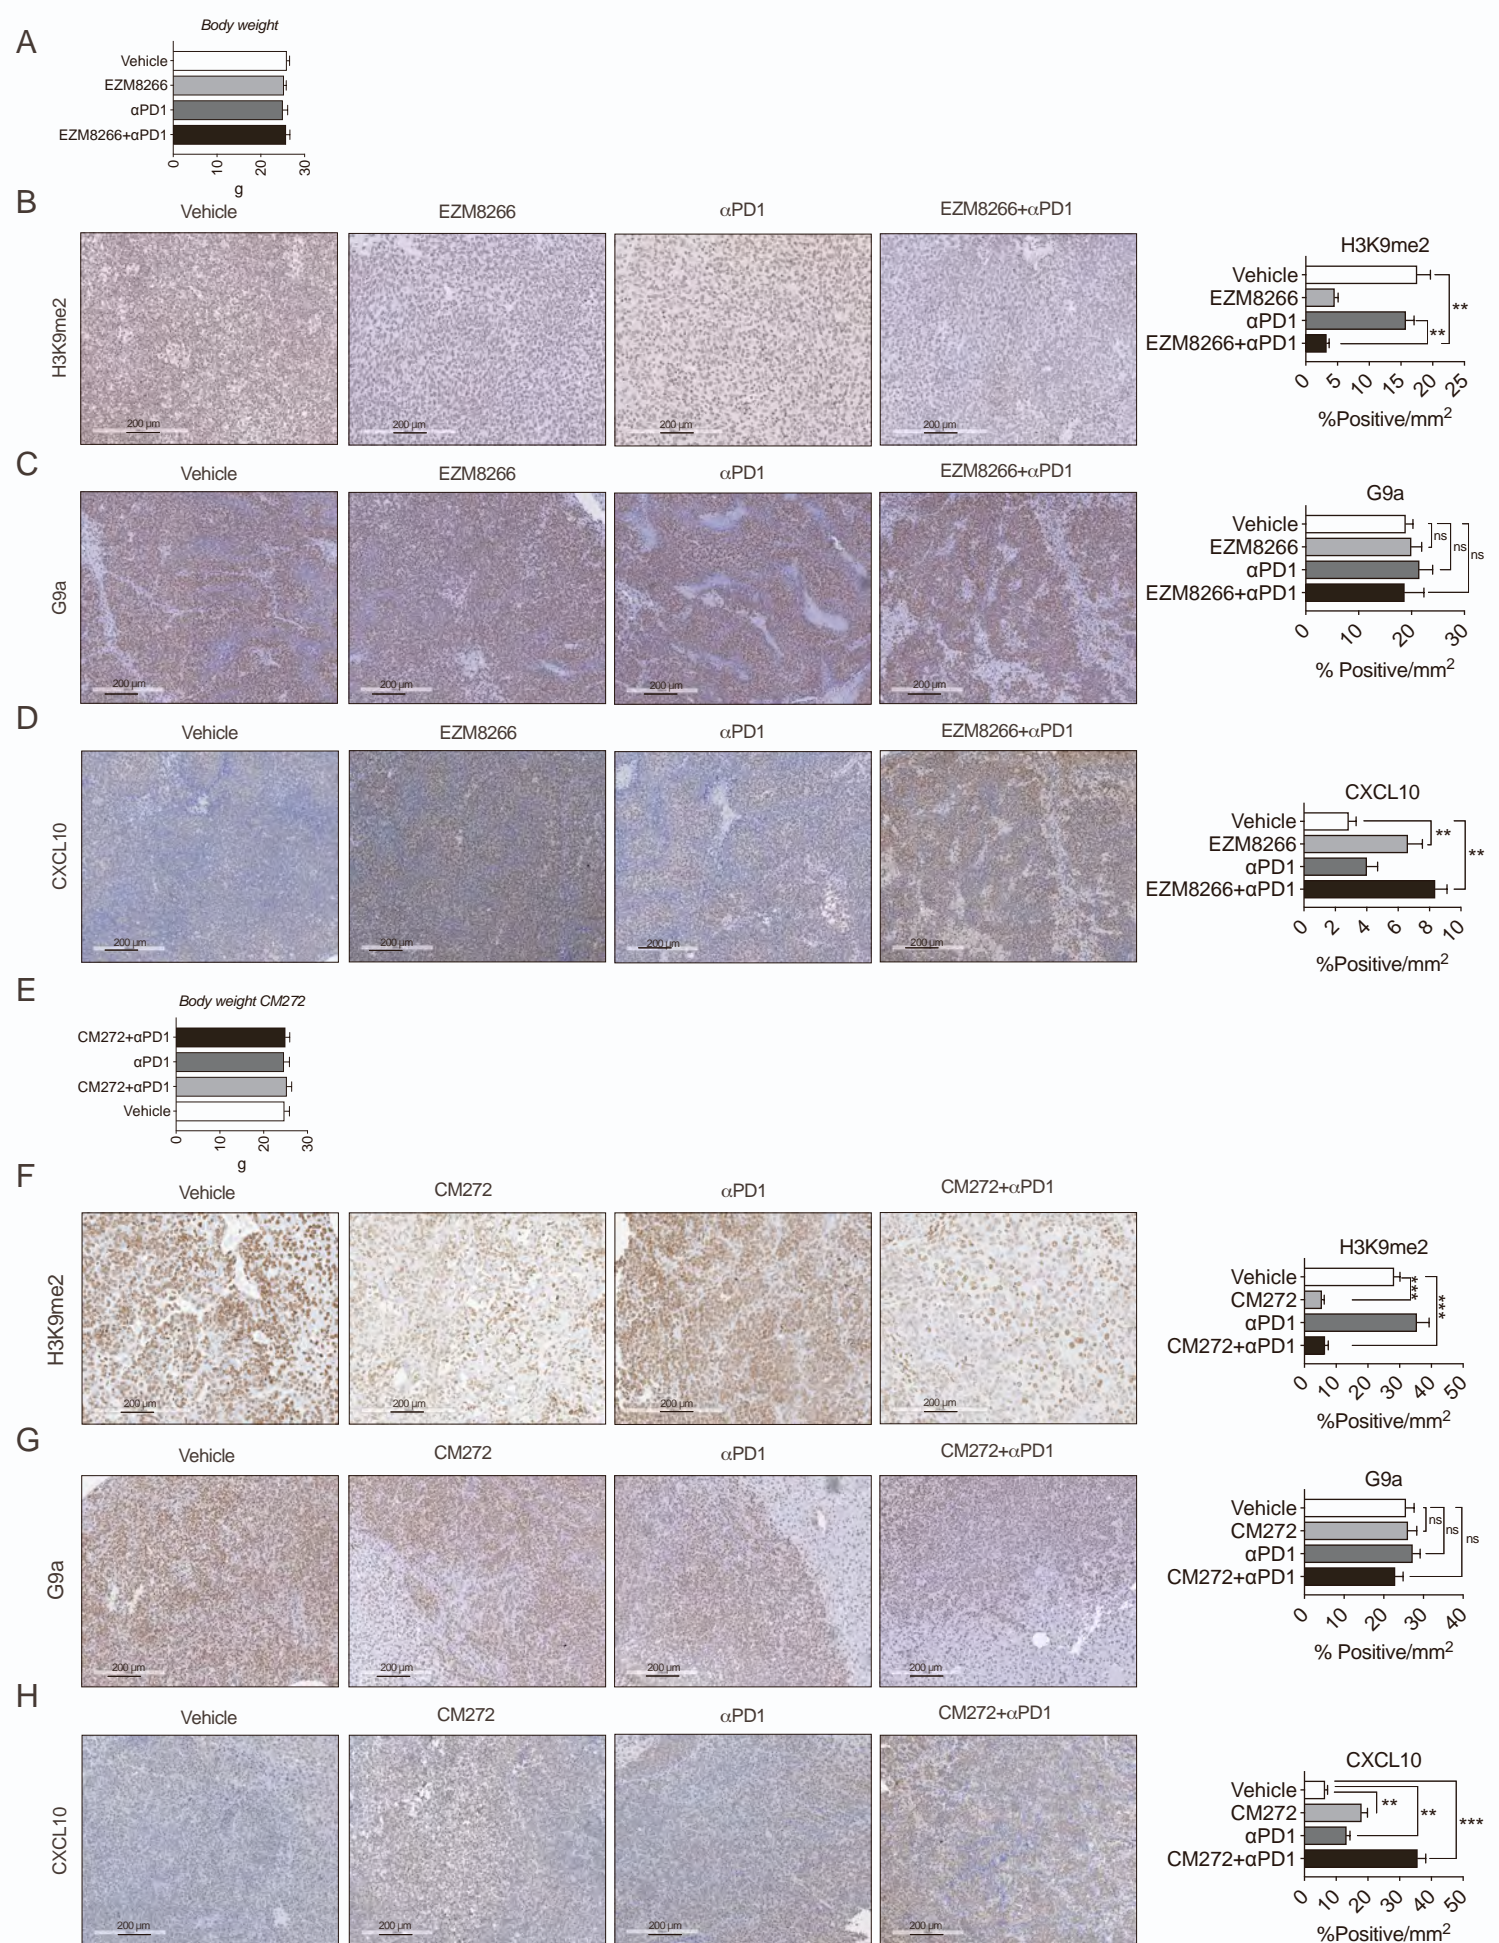 A
Body weight
Vehicle
EZM8266
αPD1
EZM8266+αPD1
0 10 20 30
g
B
Vehicle EZM8266 αPD1 EZM8266+αPD1
H3K9me2
200 µm 200 µm 200 µm 200 µm
H3K9me2
Vehicle
EZM8266
αPD1
EZM8266+αPD1
**
**
0 5 10 15 20 25
%Positive/mm²
C
Vehicle EZM8266 αPD1 EZM8266+αPD1
G9a
200 µm 200 µm 200 µm 200 µm
G9a
Vehicle
EZM8266
αPD1
EZM8266+αPD1
ns ns ns
0 10 20 30
% Positive/mm²
D
Vehicle EZM8266 αPD1 EZM8266+αPD1
CXCL10
200 µm 200 µm 200 µm 200 µm
CXCL10
Vehicle
EZM8266
αPD1
EZM8266+αPD1
**
**
0 2 4 6 8 10
%Positive/mm²
E
Body weight CM272
CM272+αPD1
αPD1
CM272+αPD1
Vehicle
0 10 20 30
g
F
Vehicle CM272 αPD1 CM272+αPD1
H3K9me2
200 µm 200 µm 200 µm 200 µm
H3K9me2
Vehicle
CM272
αPD1
CM272+αPD1
***
***
0 10 20 30 40 50
%Positive/mm²
G
Vehicle CM272 αPD1 CM272+αPD1
G9a
200 µm 200 µm 200 µm 200 µm
G9a
Vehicle
CM272
αPD1
CM272+αPD1
ns ns ns
0 10 20 30 40
% Positive/mm²
H
Vehicle CM272 αPD1 CM272+αPD1
CXCL10
200 µm 200 µm 200 µm 200 µm
CXCL10
Vehicle
CM272
αPD1
CM272+αPD1
** ** ***
0 10 20 30 40 50
%Positive/mm²